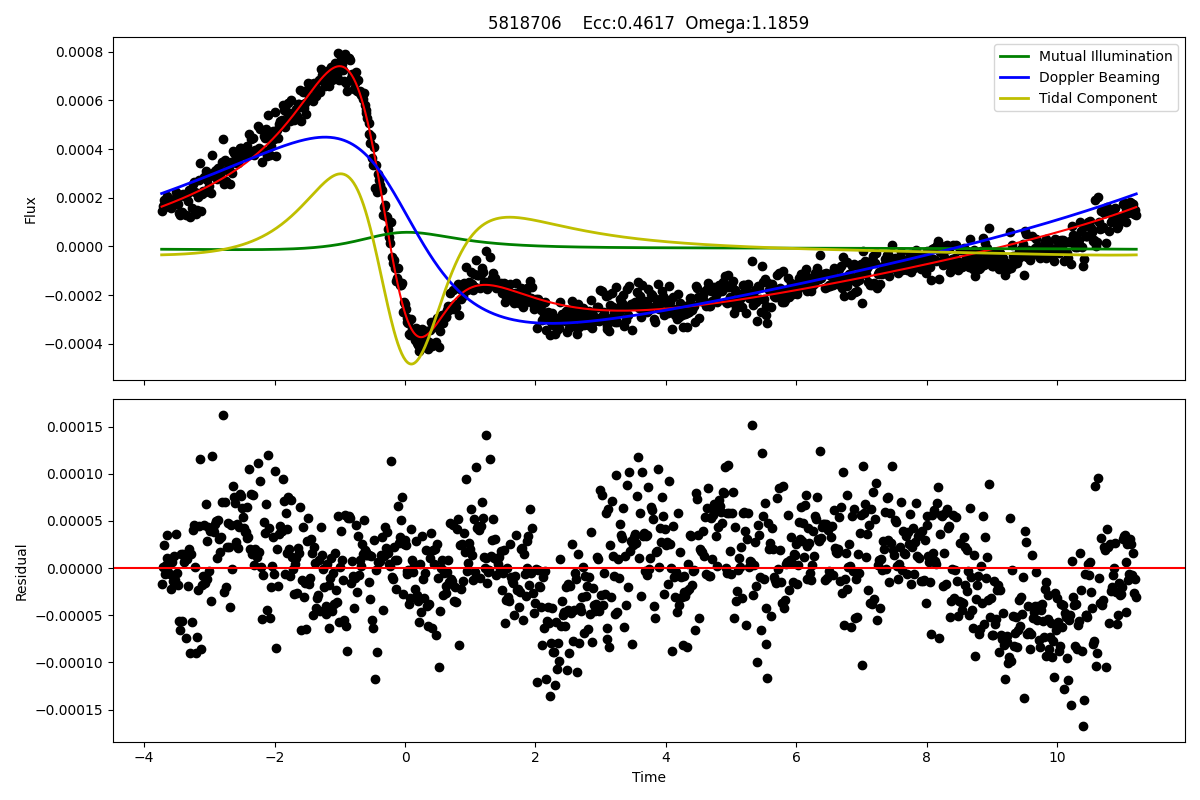 5818706    Ecc:0.4617  Omega:1.1859
Mutual Illumination
Doppler Beaming
Tidal Component
Flux
0.0008
0.0006
0.0004
0.0002
0.0000
−0.0002
−0.0004
Residual
0.00015
0.00010
0.00005
0.00000
−0.00005
−0.00010
−0.00015
−4 −2 0 2 4 6 8 10
Time